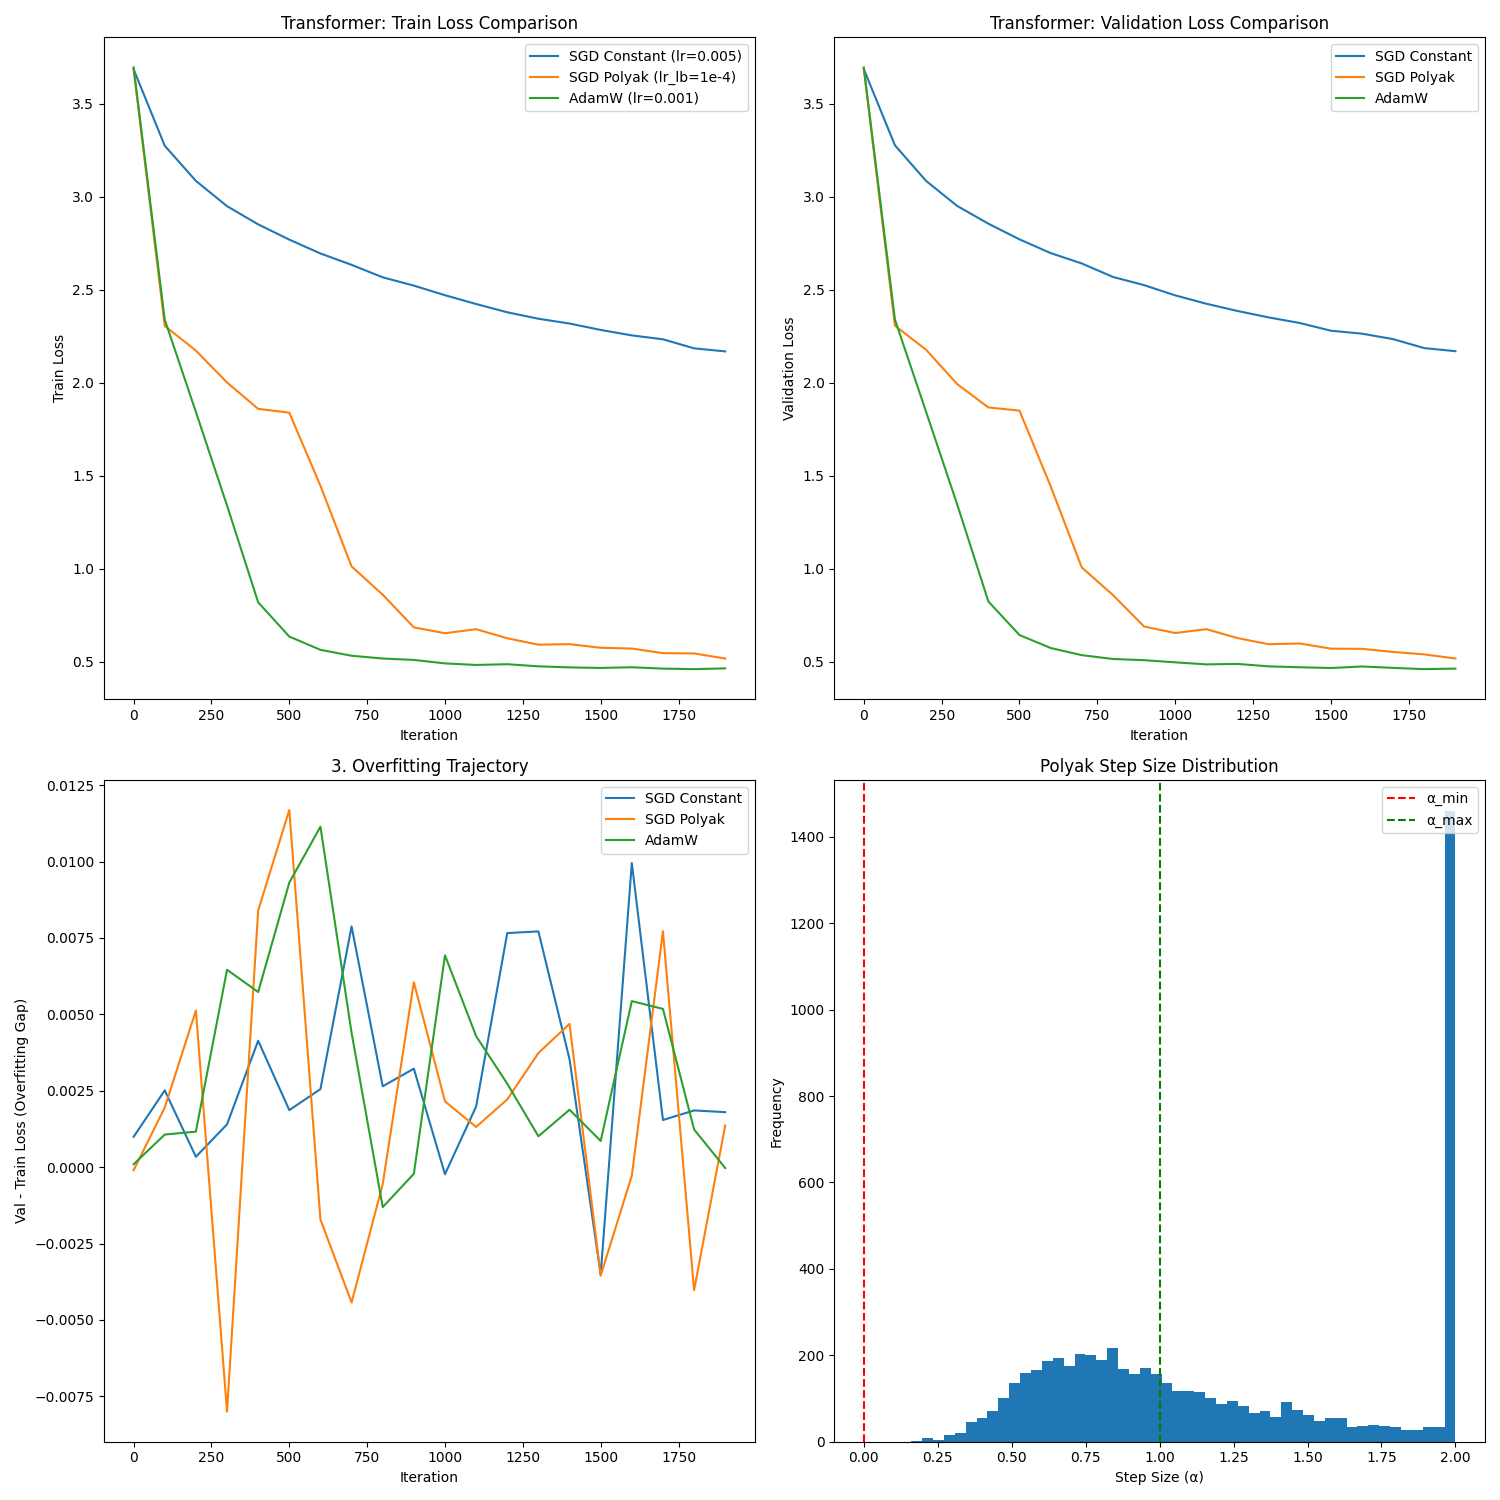 Transformer: Train Loss Comparison
SGD Constant (lr=0.005)
SGD Polyak (lr_lb=1e-4)
AdamW (lr=0.001)
3.5
3.0
2.5
2.0
1.5
1.0
0.5
Train Loss
0 250 500 750 1000 1250 1500 1750
Iteration
Transformer: Validation Loss Comparison
SGD Constant
SGD Polyak
AdamW
3.5
3.0
2.5
2.0
1.5
1.0
0.5
Validation Loss
0 250 500 750 1000 1250 1500 1750
Iteration
3. Overfitting Trajectory
SGD Constant
SGD Polyak
AdamW
0.0125
0.0100
0.0075
0.0050
0.0025
0.0000
−0.0025
−0.0050
−0.0075
Val - Train Loss (Overfitting Gap)
0 250 500 750 1000 1250 1500 1750
Iteration
Polyak Step Size Distribution
α_min
α_max
1400
1200
1000
800
600
400
200
0
Frequency
0.00 0.25 0.50 0.75 1.00 1.25 1.50 1.75 2.00
Step Size (α)